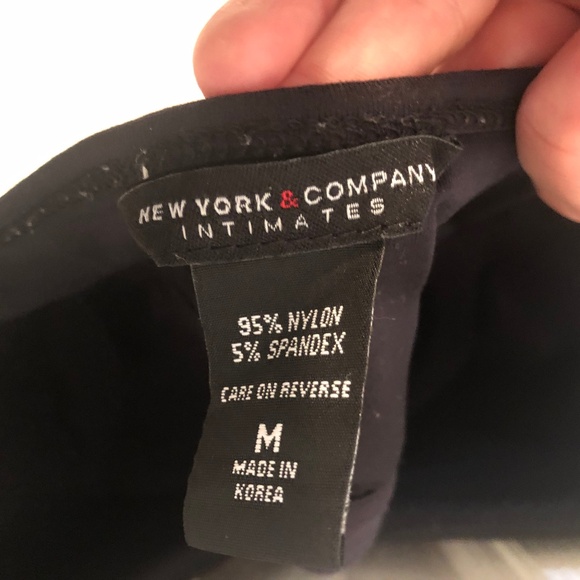 NEW YORK & COMPANY
INTIMATES
95% NYLON
5% SPANDEX
CARE ON REVERSE
M
MADE IN
KOREA